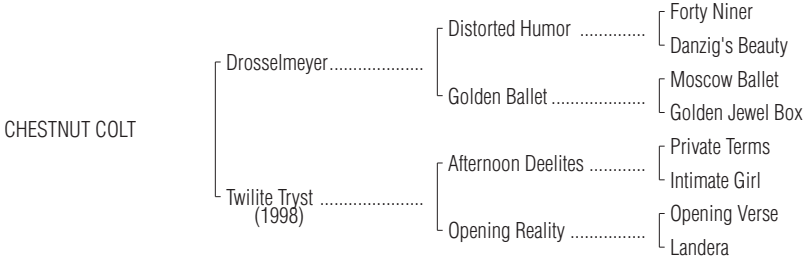 Forty Niner
Distorted Humor ..............
Danzig's Beauty
Drosselmeyer.....................
Moscow Ballet
Golden Ballet ....................
Golden Jewel Box
CHESTNUT COLT
Private Terms
Afternoon Deelites ............
Intimate Girl
Twilite Tryst .......................
(1998)
Opening Verse
Opening Reality ................
Landera